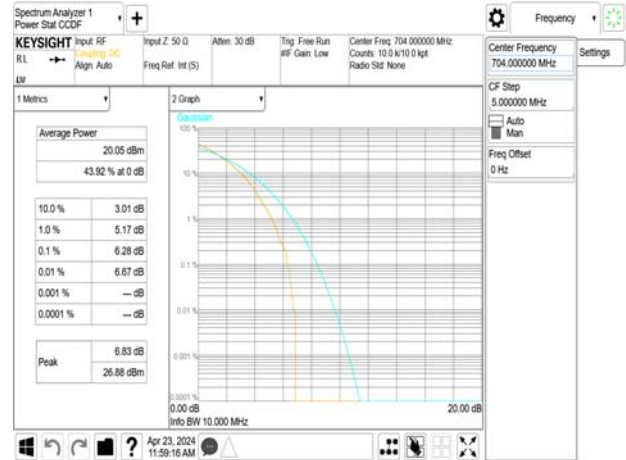 Spectrum Analyzer 1
Power Stat CCDF
KEYSIGHT
RL
LW
Input: RF
Coupling: DC
Align: Auto
Input Z: 50 Ω
Freq Ref: Int (S)
Atten: 30 dB
Trig: Free Run
#IF Gain: Low
Center Freq: 704.000000 MHz
Counts: 10.0 k/10.0 kpt
Radio Std: None
1 Metrics
Average Power
20.05 dBm
43.92 % at 0 dB
10.0 % 3.01 dB
1.0 % 5.17 dB
0.1 % 6.28 dB
0.01 % 6.67 dB
0.001 % --- dB
0.0001 % --- dB
Peak 6.83 dB
26.88 dBm
2 Graph
Gaussian
100 %
10 %
1 %
0.1 %
0.01 %
0.001 %
0.0001 %
0.00 dB 20.00 dB
Info BW 10.000 MHz
Frequency
Settings
Center Frequency
704.000000 MHz
CF Step
5.000000 MHz
Auto
Man
Freq Offset
0 Hz
?
Apr 23, 2024
11:59:16 AM